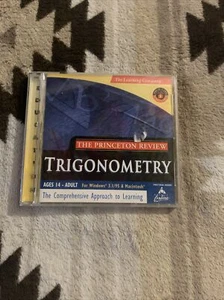 The Learning Company
EDUCATION
THE PRINCETON REVIEW
TRIGONOMETRY
AGES 14 - ADULT For Windows® 3.1/95 & Macintosh®
The Comprehensive Approach to Learning